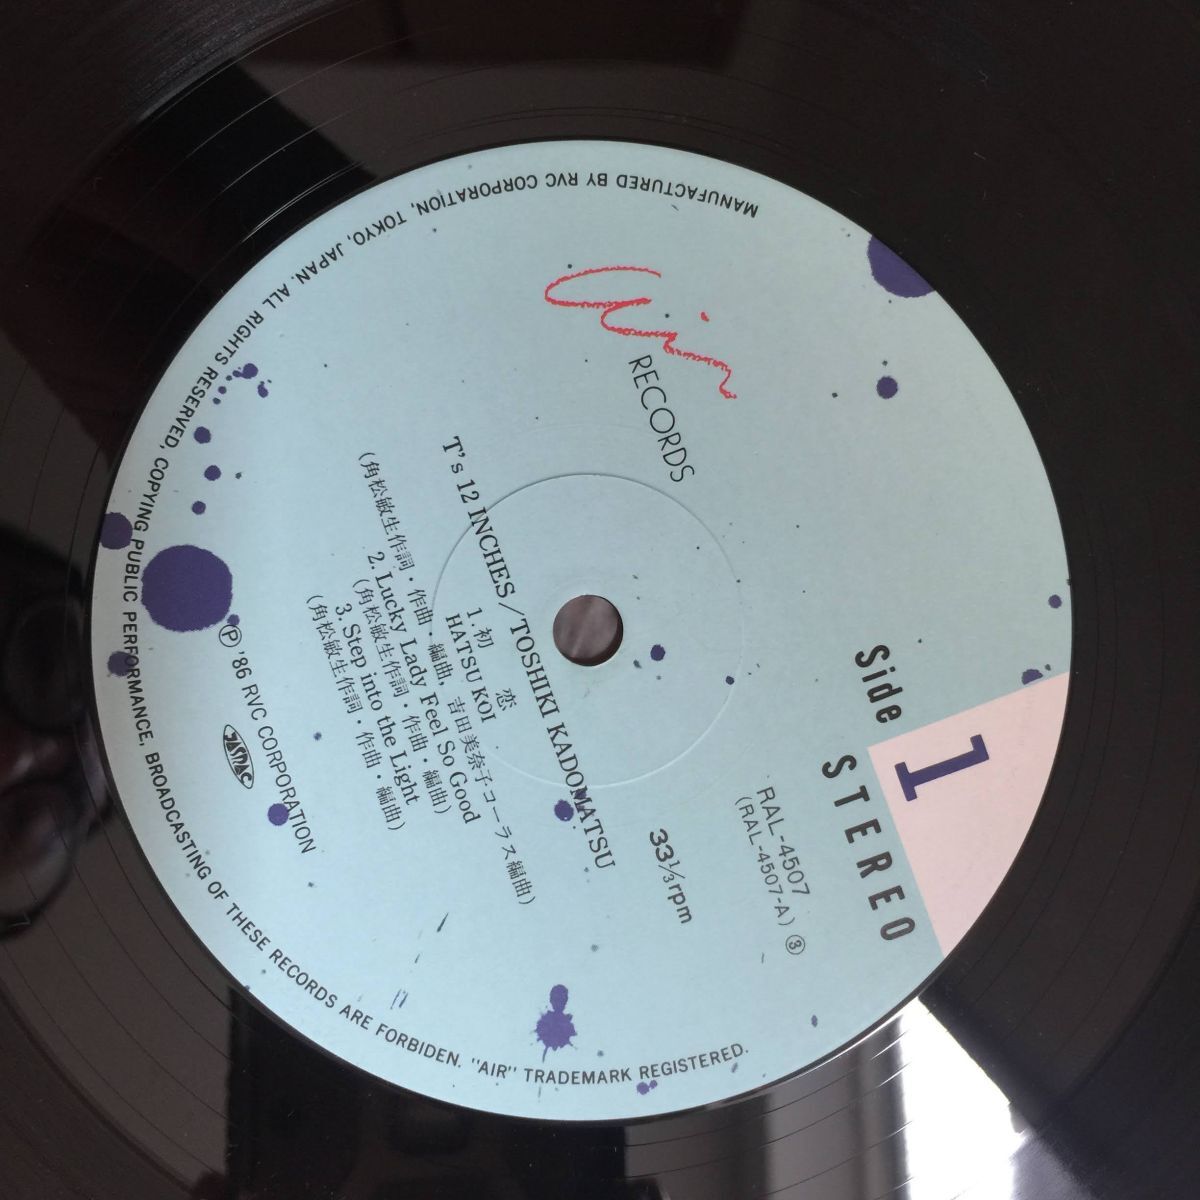 Air
RECORDS
Side 1
STEREO
RAL-4507
(RAL-4507-A) ③
33⅓rpm
T's 12 INCHES/TOSHIKI KADOMATSU
1. 初 恋
HATSU KOI
(角松敏生作詞・作曲・編曲, 吉田美奈子コーラス編曲)
2. Lucky Lady Feel So Good
(角松敏生作詞・作曲・編曲)
3. Step into the Light
(角松敏生作詞・作曲・編曲)
Ⓟ '86 RVC CORPORATION
JASRAC
MANUFACTURED BY RVC CORPORATION, TOKYO, JAPAN. ALL RIGHTS RESERVED, COPYING PUBLIC PERFORMANCE, BROADCASTING OF THESE RECORDS ARE FORBIDEN. "AIR" TRADEMARK REGISTERED.